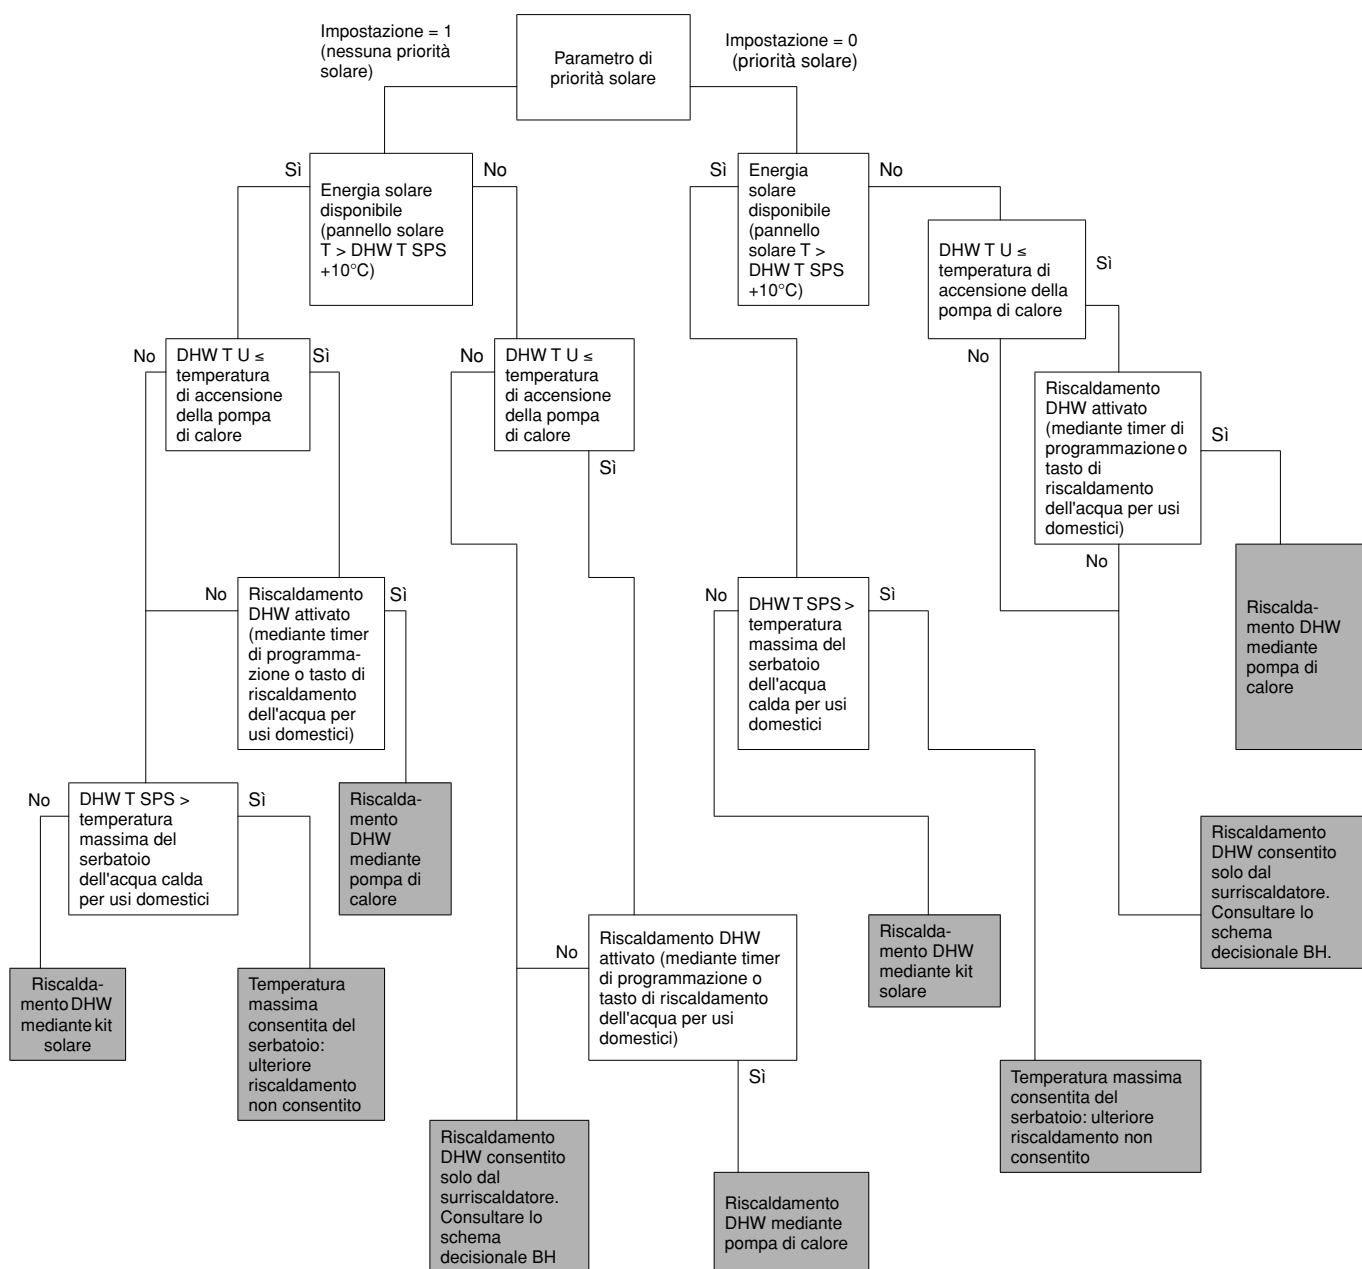 Impostazione = 1
(nessuna priorità
solare)
Parametro di
priorità solare
Impostazione = 0
(priorità solare)
Sì
Energia solare
disponibile
(pannello solare
T > DHW T SPS
+10°C)
No
Sì
Energia
solare
disponibile
(pannello
solare T >
DHW T SPS
+10°C)
No
DHW T U ≤
temperatura di
accensione della
pompa di calore
Sì
No
No
DHW T U ≤
temperatura
di accensione
della pompa
di calore
Sì
No
DHW T U ≤
temperatura
di accensione
della pompa
di calore
Sì
Riscaldamento
DHW attivato
(mediante timer di
programmazione o
tasto di
riscaldamento
dell'acqua per usi
domestici)
Sì
No
No
Riscaldamento
DHW attivato
(mediante timer
di programma-
zione o tasto di
riscaldamento
dell'acqua per
usi domestici)
Sì
No
DHW T SPS >
temperatura
massima del
serbatoio
dell'acqua
calda per usi
domestici
Sì
Riscalda-
mento DHW
mediante
pompa di
calore
No
DHW T SPS >
temperatura
massima del
serbatoio
dell'acqua calda
per usi domestici
Sì
Riscalda-
mento
DHW
mediante
pompa di
calore
Riscaldamento
DHW consentito
solo dal
surriscaldatore.
Consultare lo
schema
decisionale BH.
No
Riscaldamento DHW
attivato (mediante timer
di programmazione o
tasto di riscaldamento
dell'acqua per usi
domestici)
Sì
Riscalda-
mento DHW
mediante kit
solare
Riscalda-
mento DHW
mediante kit
solare
Temperatura
massima
consentita del
serbatoio:
ulteriore
riscaldamento
non consentito
Temperatura massima
consentita del
serbatoio: ulteriore
riscaldamento non
consentito
Riscaldamento
DHW consentito
solo dal
surriscaldatore.
Consultare lo
schema
decisionale BH
Riscaldamento
DHW mediante
pompa di calore